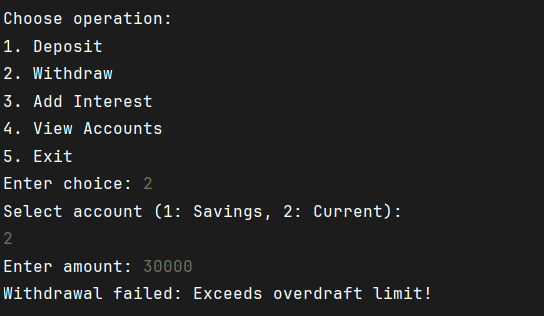 Choose operation:
1. Deposit
2. Withdraw
3. Add Interest
4. View Accounts
5. Exit
Enter choice: 2
Select account (1: Savings, 2: Current):
2
Enter amount: 30000
Withdrawal failed: Exceeds overdraft limit!